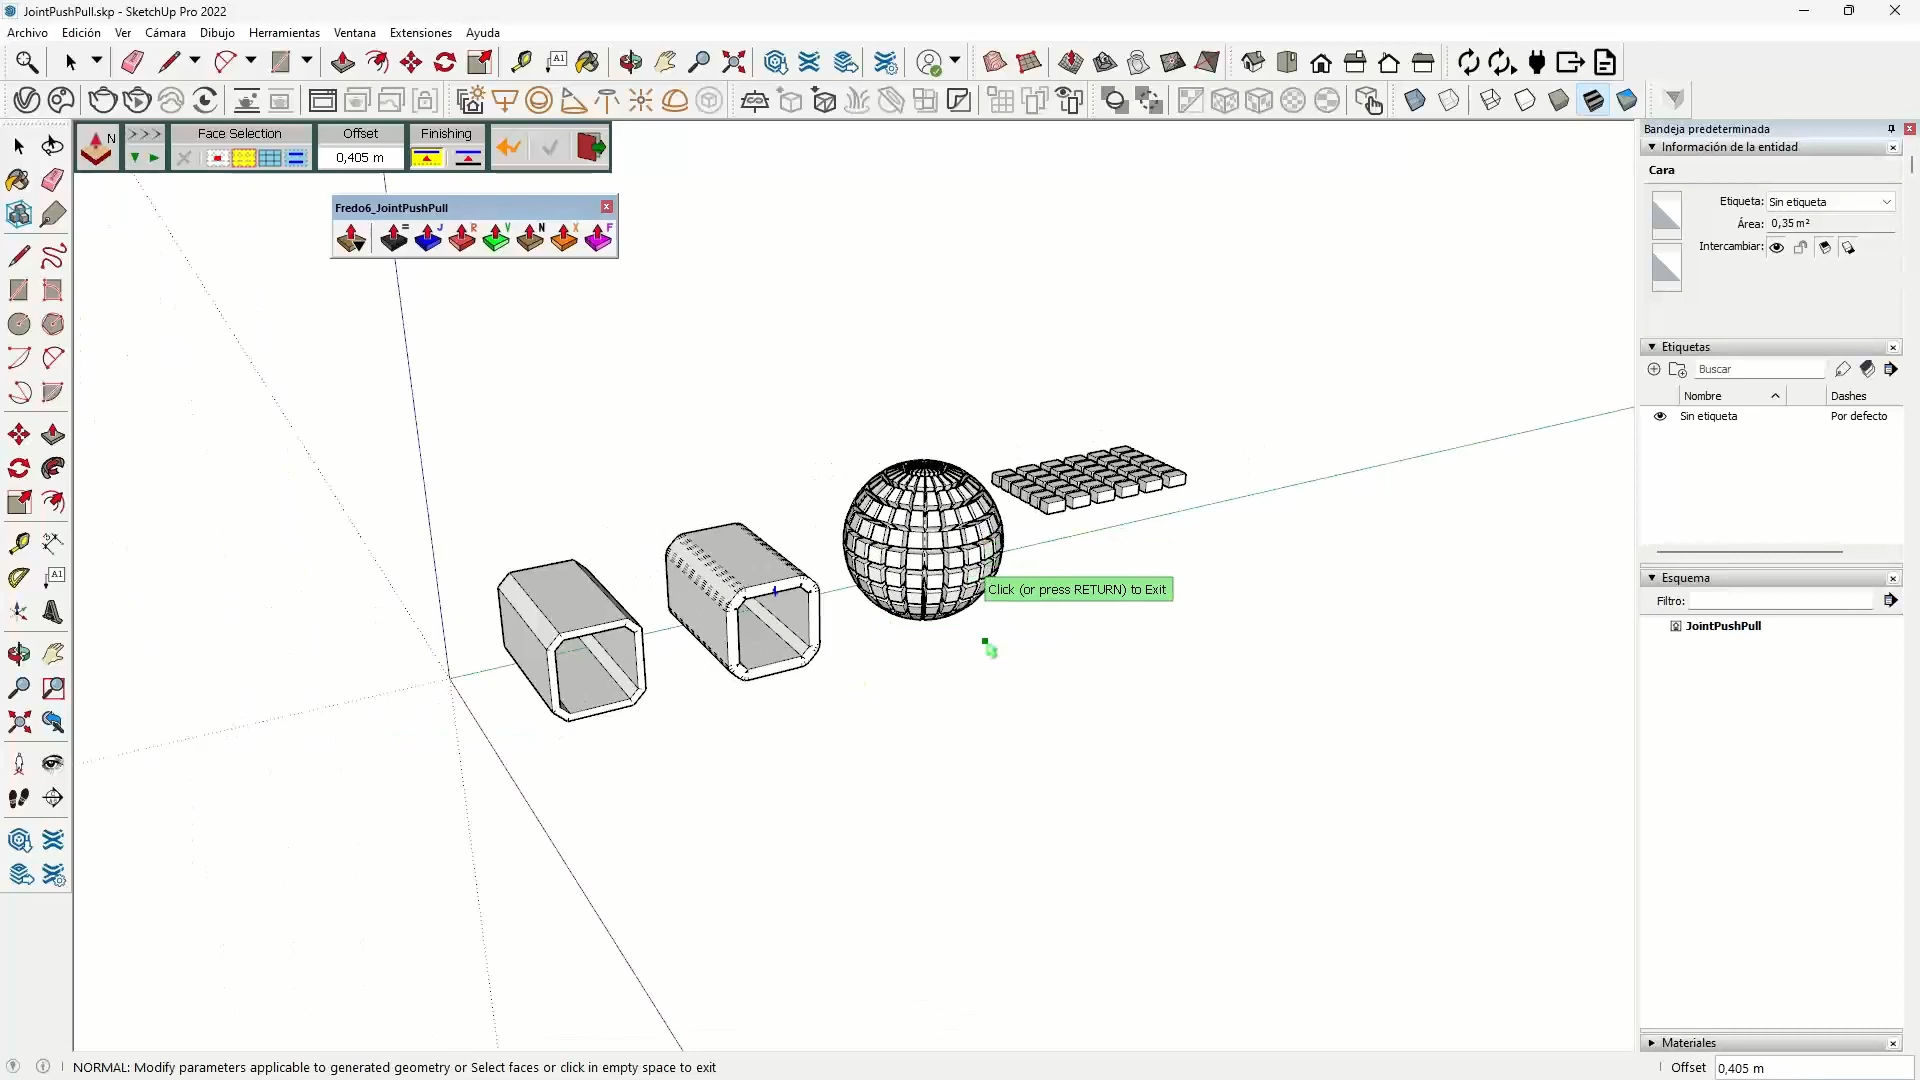 JointPushPull.skp - SketchUp Pro 2022
Archivo Edición Ver Cámara Dibujo Herramientas Ventana Extensiones Ayuda
A1
N >>> Face Selection Offset Finishing
0,405 m
Bandeja predeterminada
Información de la entidad
Cara
Etiqueta: Sin etiqueta
Área: 0,35 m²
Intercambiar:
Fredo6_JointPushPull
= J R V N X F
Etiquetas
Buscar
Nombre Dashes
Sin etiqueta Por defecto
A1
Click (or press RETURN) to Exit
Esquema
Filtro:
JointPushPull
Materiales
NORMAL: Modify parameters applicable to generated geometry or Select faces or click in empty space to exit
Offset 0,405 m